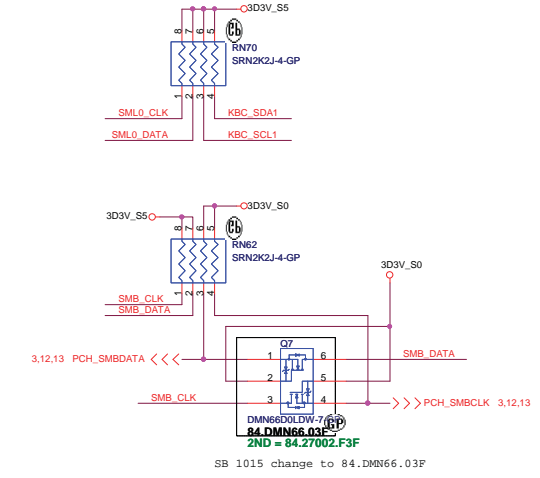 3D3V_S5
8 7 6 5
RN70
SRN2K2J-4-GP
1 2 3 4
SML0_CLK
KBC_SDA1
SML0_DATA
KBC_SCL1
3D3V_S0
3D3V_S5
8 7 6 5
RN62
SRN2K2J-4-GP
3D3V_S0
1 2 3 4
SMB_CLK
SMB_DATA
Q7
3,12,13 PCH_SMBDATA
1
6
SMB_DATA
2
5
SMB_CLK
3
4
PCH_SMBCLK 3,12,13
DMN66D0LDW-7
GP
84.DMN66.03F
2ND = 84.27002.F3F
SB 1015 change to 84.DMN66.03F